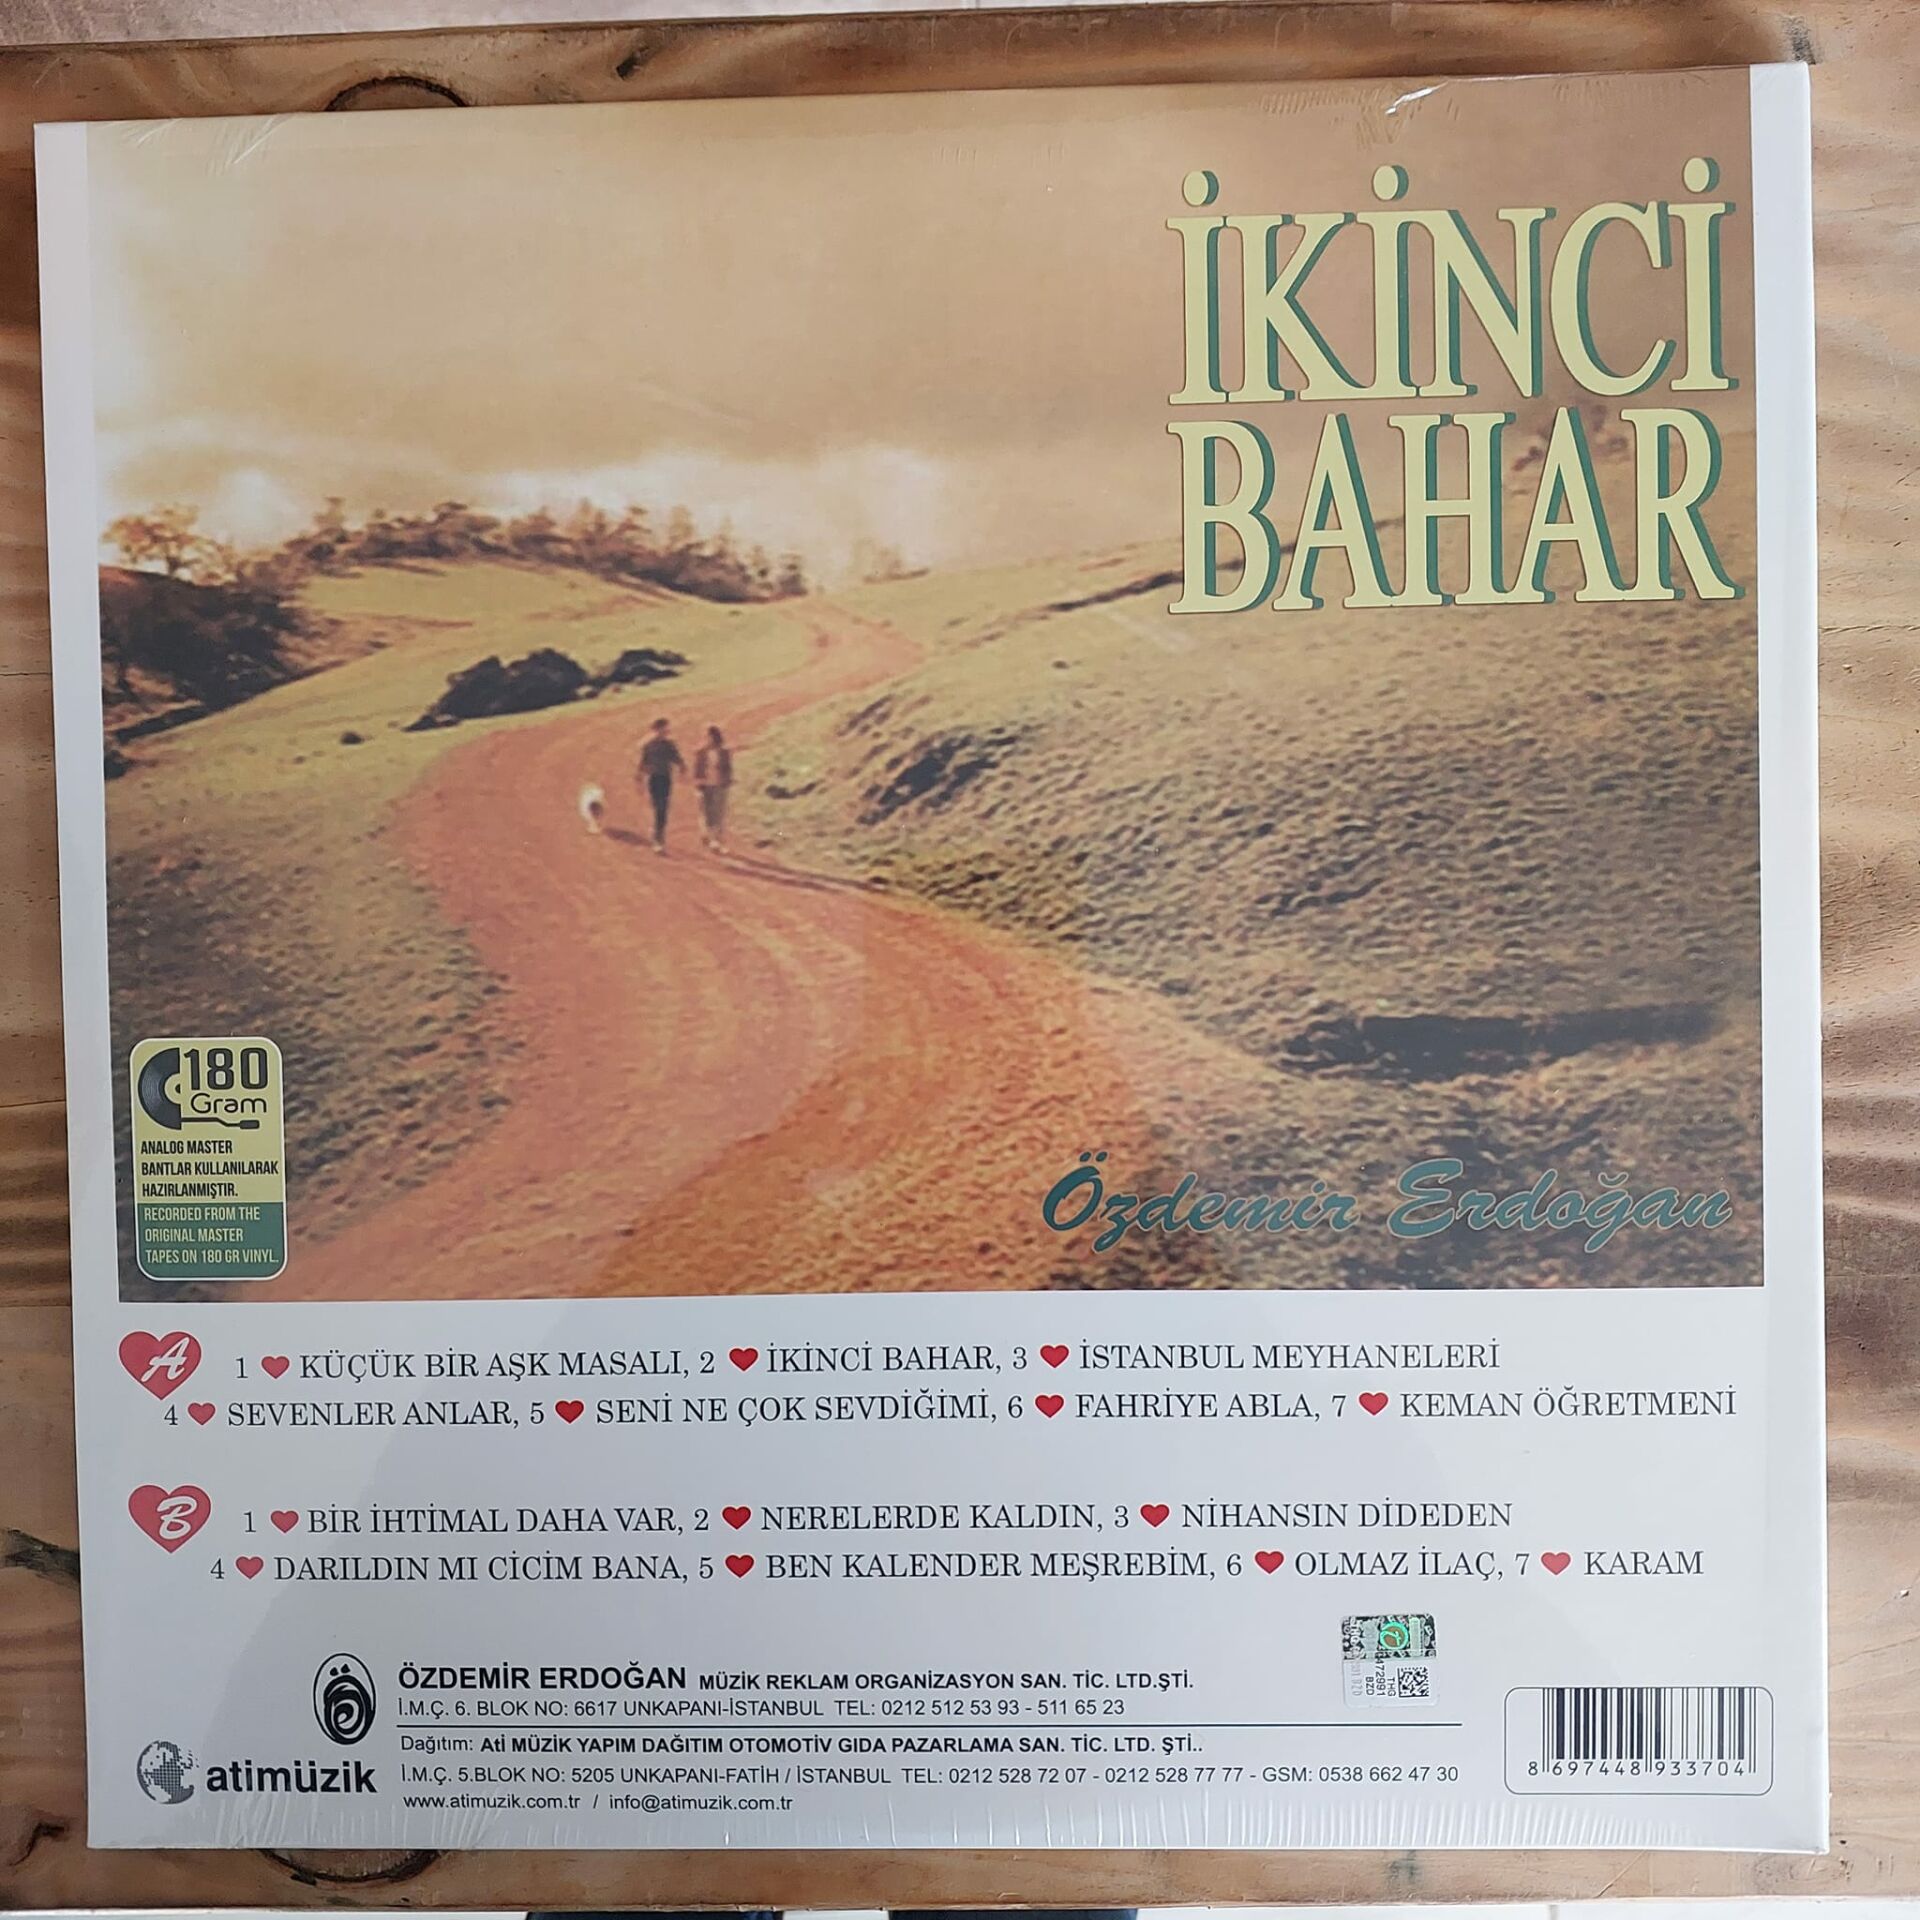 İKİNCİ
BAHAR
180
Gram
ANALOG MASTER
BANTLAR KULLANILARAK
HAZIRLANMIŞTIR.
RECORDED FROM THE
ORIGINAL MASTER
TAPES ON 180 GR VINYL.
Özdemir Erdoğan
A
1 ♥ KÜÇÜK BİR AŞK MASALI, 2 ♥ İKİNCİ BAHAR, 3 ♥ İSTANBUL MEYHANELERİ
4 ♥ SEVENLER ANLAR, 5 ♥ SENİ NE ÇOK SEVDİĞİMİ, 6 ♥ FAHRİYE ABLA, 7 ♥ KEMAN ÖĞRETMENİ
B
1 ♥ BİR İHTİMAL DAHA VAR, 2 ♥ NERELERDE KALDIN, 3 ♥ NİHANSIN DİDEDEN
4 ♥ DARILDIN MI CİCİM BANA, 5 ♥ BEN KALENDER MEŞREBİM, 6 ♥ OLMAZ İLAÇ, 7 ♥ KARAM
ÖZDEMİR ERDOĞAN MÜZİK REKLAM ORGANİZASYON SAN. TİC. LTD.ŞTİ.
İ.M.Ç. 6. BLOK NO: 6617 UNKAPANI-İSTANBUL TEL: 0212 512 53 93 - 511 65 23
Dağıtım: Ati MÜZİK YAPIM DAĞITIM OTOMOTİV GIDA PAZARLAMA SAN. TİC. LTD. ŞTİ..
atimüzik
İ.M.Ç. 5.BLOK NO: 5205 UNKAPANI-FATİH / İSTANBUL TEL: 0212 528 72 07 - 0212 528 77 77 - GSM: 0538 662 47 30
www.atimuzik.com.tr / info@atimuzik.com.tr
THG
BZD
8 697448 933704